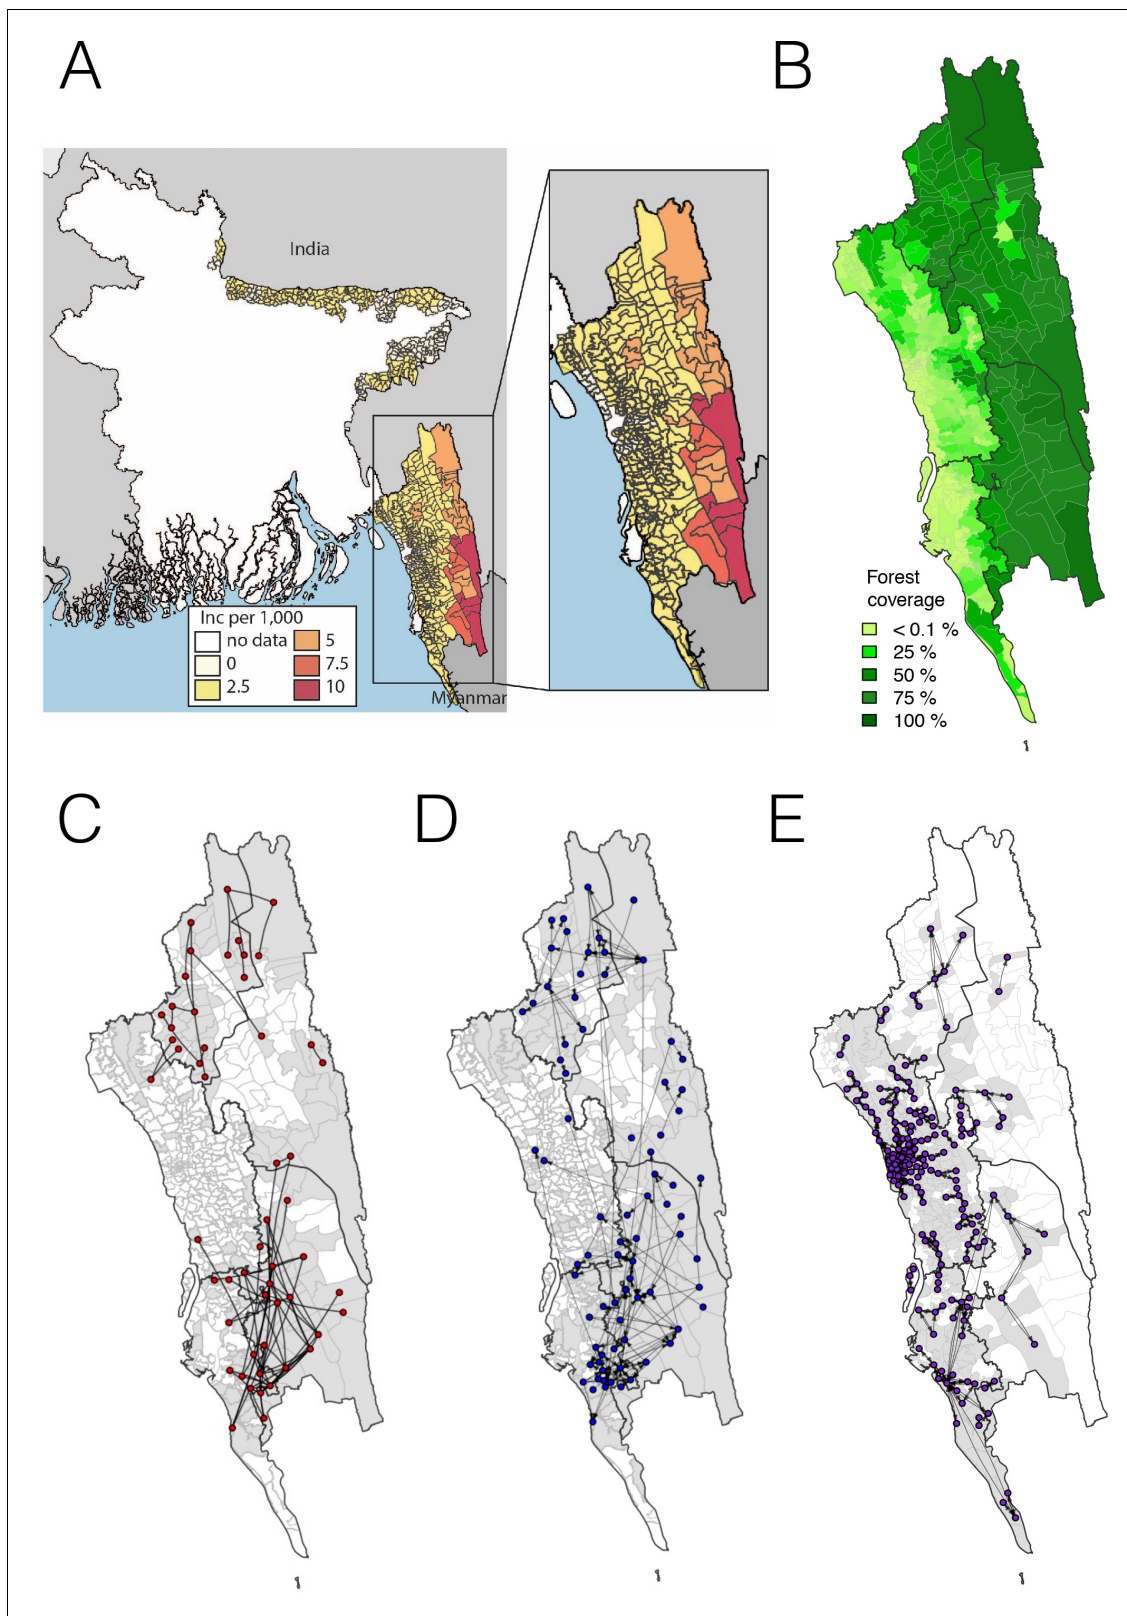 A
B
India
Inc per 1,000
no data
5
0
7.5
2.5
10
Myanmar
Forest
coverage
< 0.1 %
25 %
50 %
75 %
100 %
C
D
E